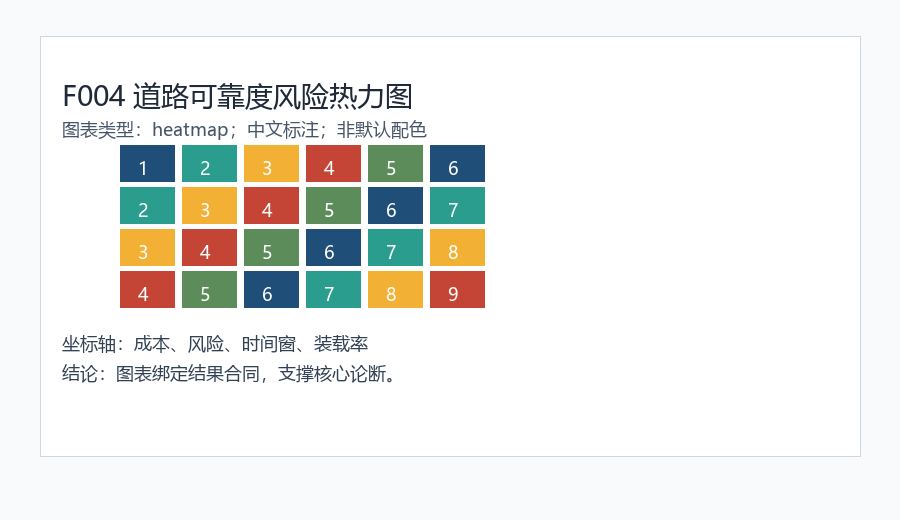 F004 道路可靠度风险热力图
图表类型：heatmap；中文标注；非默认配色
1 2 3 4 5 6
2 3 4 5 6 7
3 4 5 6 7 8
4 5 6 7 8 9
坐标轴：成本、风险、时间窗、装载率
结论：图表绑定结果合同，支撑核心论断。